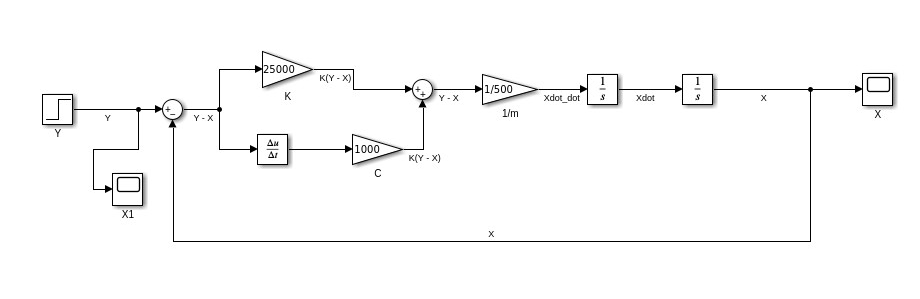 25000
K
K(Y - X)
Y
Y
+
−
Y - X
+
+
Y - X
1/500
1/m
Xdot_dot
1
s
Xdot
1
s
X
X
Δu
Δt
1000
C
K(Y - X)
X1
X